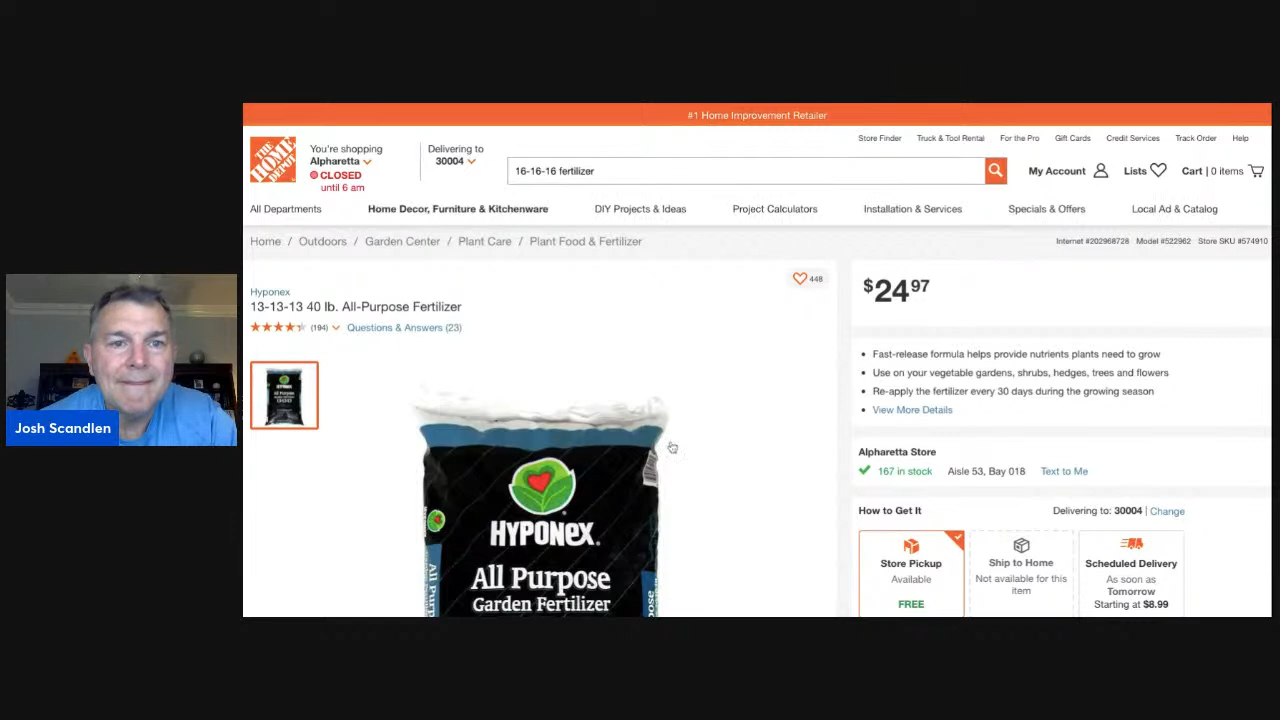 #1 Home Improvement Retailer
Store Finder Truck & Tool Rental For the Pro Gift Cards Credit Services Track Order Help
THE HOME DEPOT
You're shopping
Alpharetta
CLOSED
until 6 am
Delivering to
30004
16-16-16 fertilizer
My Account Lists Cart | 0 items
All Departments Home Decor, Furniture & Kitchenware DIY Projects & Ideas Project Calculators Installation & Services Specials & Offers Local Ad & Catalog
Home / Outdoors / Garden Center / Plant Care / Plant Food & Fertilizer
Internet #202968728 Model #522962 Store SKU #574910
448
Hyponex
13-13-13 40 lb. All-Purpose Fertilizer
(194) Questions & Answers (23)
HYPONEX
All Purpose
HYPONEX.
All Purpose
Garden Fertilizer
All Purp
$24 97
Fast-release formula helps provide nutrients plants need to grow
Use on your vegetable gardens, shrubs, hedges, trees and flowers
Re-apply the fertilizer every 30 days during the growing season
View More Details
Alpharetta Store
167 in stock Aisle 53, Bay 018 Text to Me
How to Get It Delivering to: 30004 | Change
Store Pickup
Available
FREE
Ship to Home
Not available for this
item
Scheduled Delivery
As soon as
Tomorrow
Starting at $8.99
Josh Scandlen